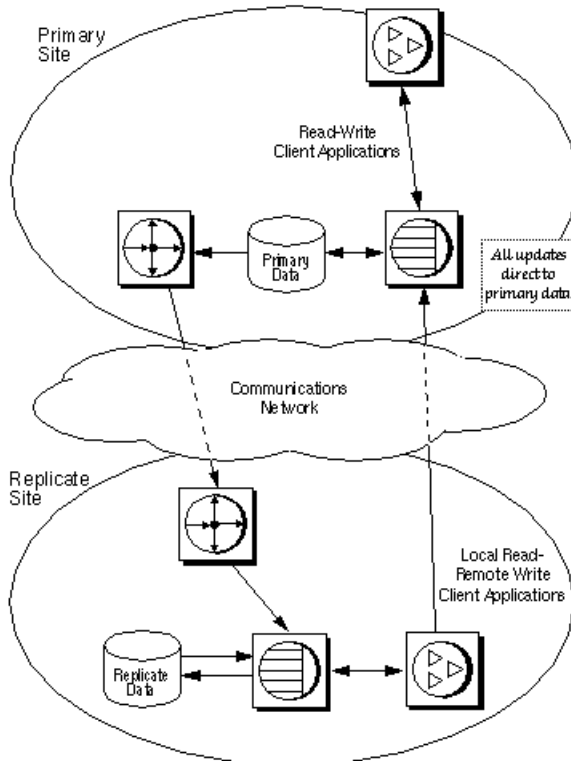 Primary
Site
Read-Write
Client Applications
Primary
Data
All updates
direct to
primary data
Communications
Network
Replicate
Site
Local Read-
Remote Write
Client Applications
Replicate
Data